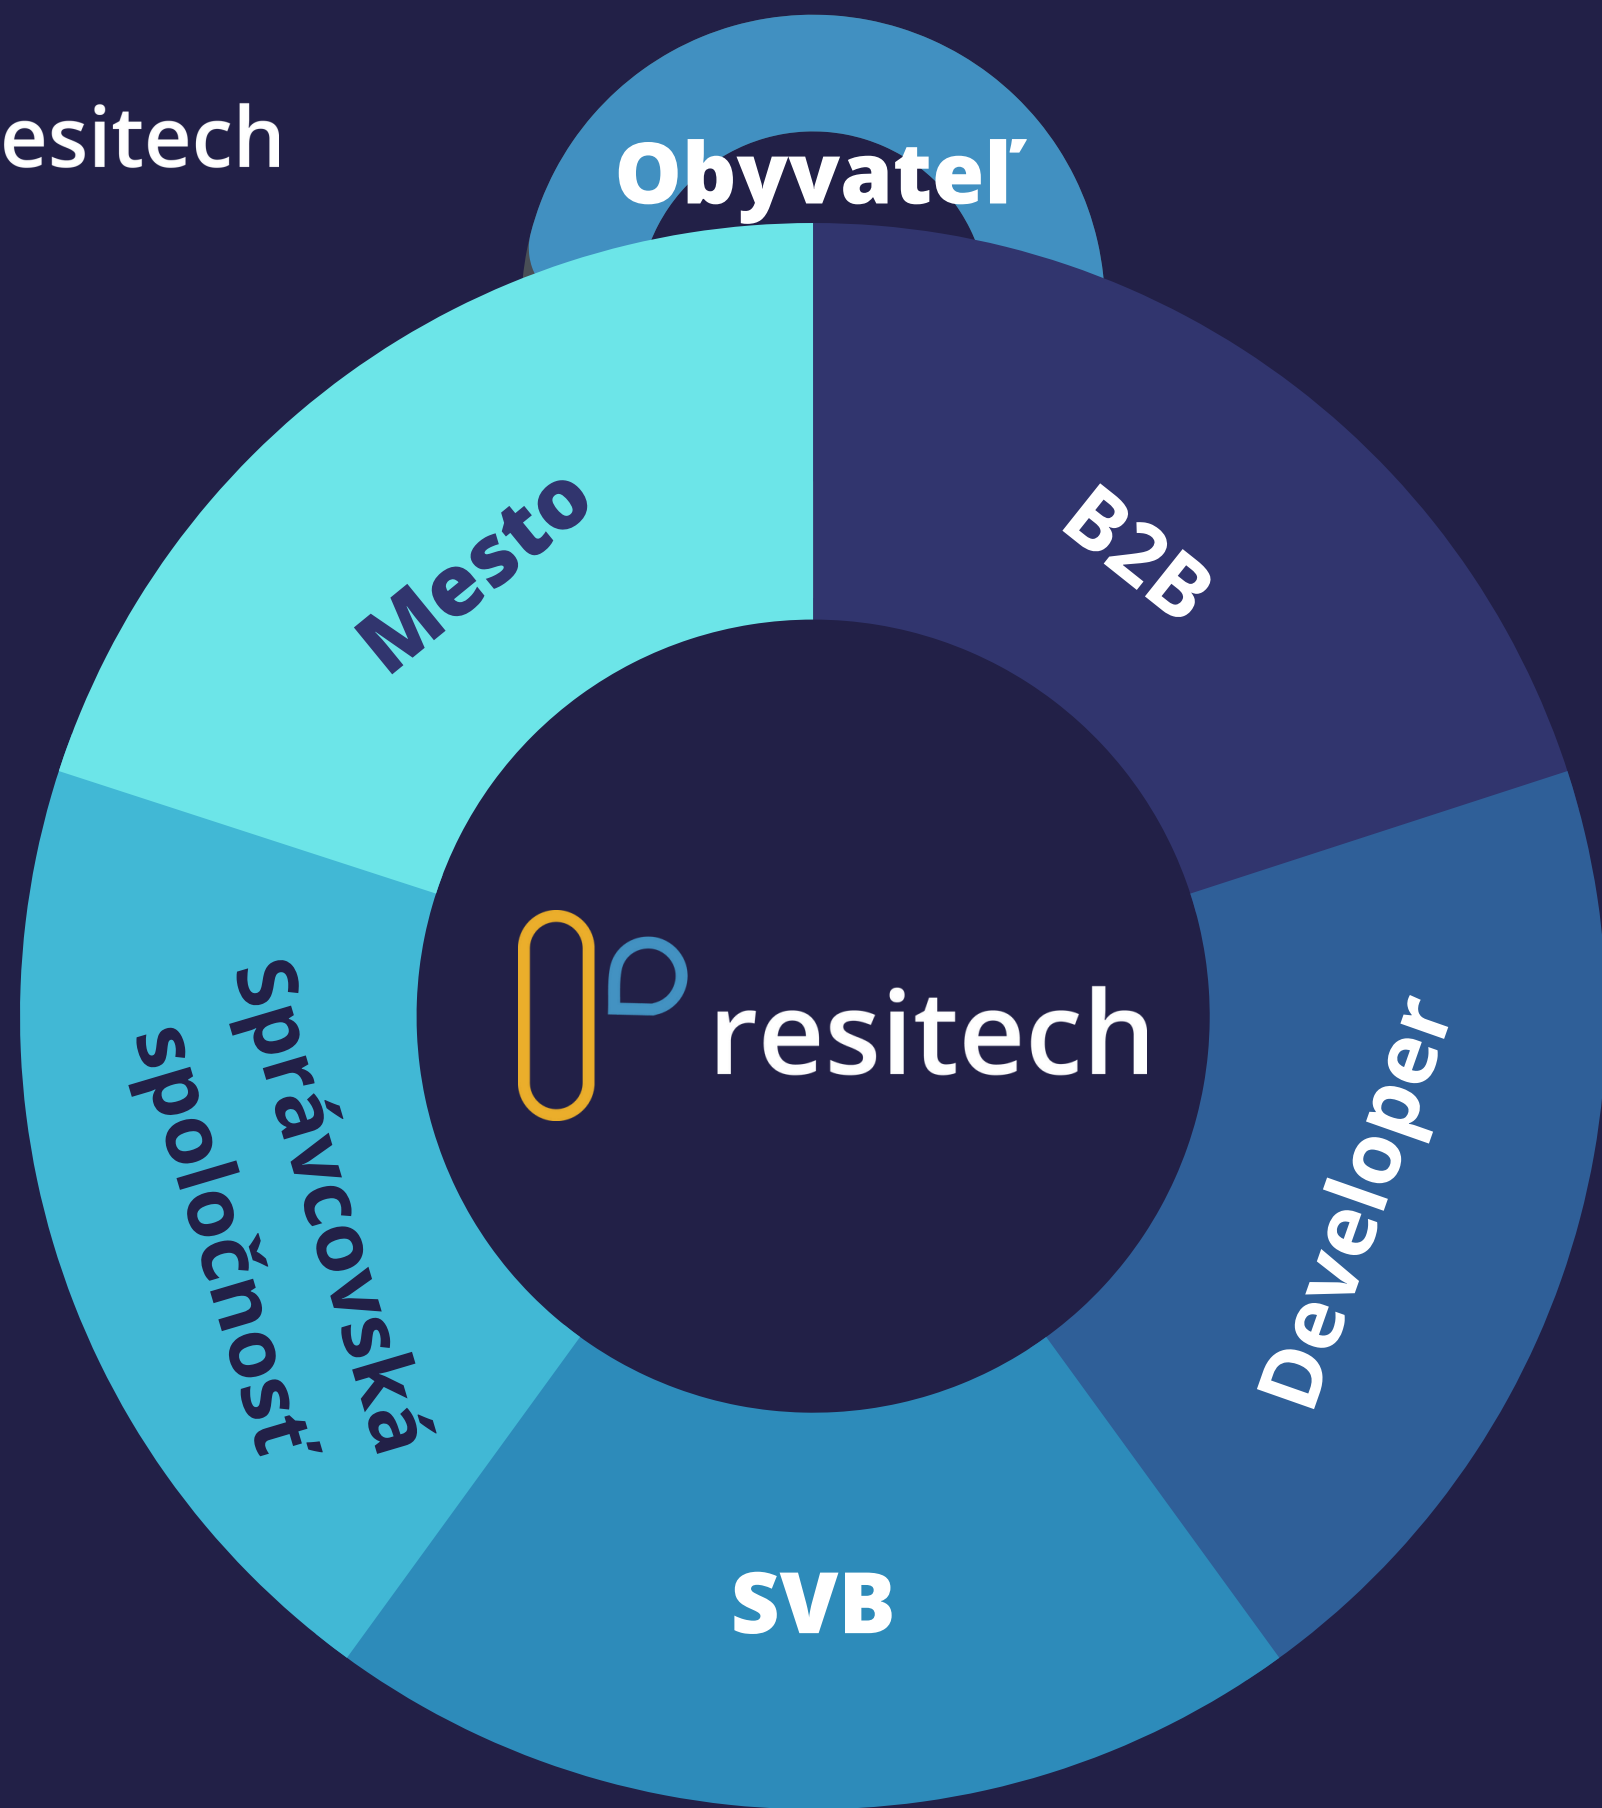 esitech
Obyvateľ
Mesto
B2B
Správcovská
spoločnosť
resitech
Developer
SVB